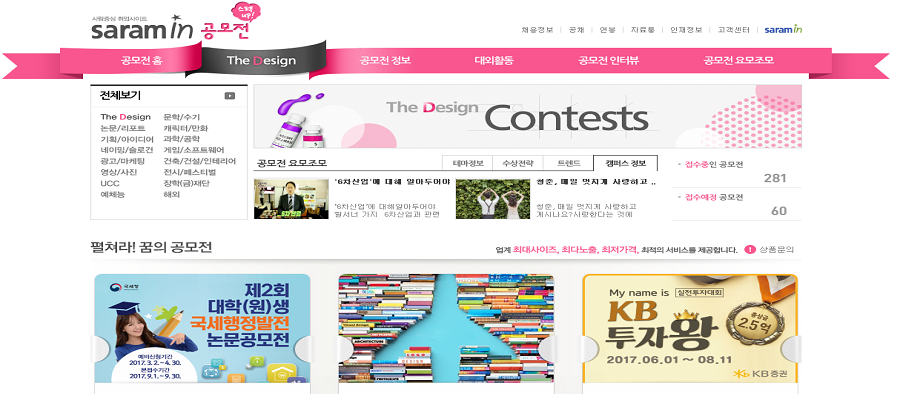 사람중심 취업사이트
saramin 공모전 스펙 up!
채용정보 | 공채 | 연봉 | 자료통 | 인재정보 | 고객센터 | saramin
공모전 홈 The Design 공모전 정보 대외활동 공모전 인터뷰 공모전 요모조모
전체보기
The Design 문학/수기
논문/리포트 캐릭터/만화
기획/아이디어 과학/공학
네이밍/슬로건 게임/소프트웨어
광고/마케팅 건축/건설/인테리어
영상/사진 전시/페스티벌
UCC 장학(금)재단
예체능 해외
The Design Contests
공모전 요모조모
테마정보 수상전략 트렌드 캠퍼스 정보
'6차산업'에 대해 알아두어야
"6차산업"에 대해알아두어야
할서너 가지 6차산업과 관련
6차 산업
청춘, 매일 멋지게 사랑하고 ..
청춘, 매일 멋지게 사랑하고
계시나요?사랑한다는 것에
접수중인 공모전
281
접수예정 공모전
60
펼쳐라! 꿈의 공모전
업계 최대사이즈, 최다노출, 최저가격, 최적의 서비스를 제공합니다. ! 상품문의
국세청
제2회
대학(원)생
국세행정발전
논문공모전
예비신청기간
2017.3.2.~4.30.
본접수기간
2017.9.1.~9.30.
My name is 실전투자대회
KB
투자왕
총상금
2.5억
2017.06.01 ~ 08.11
KB증권